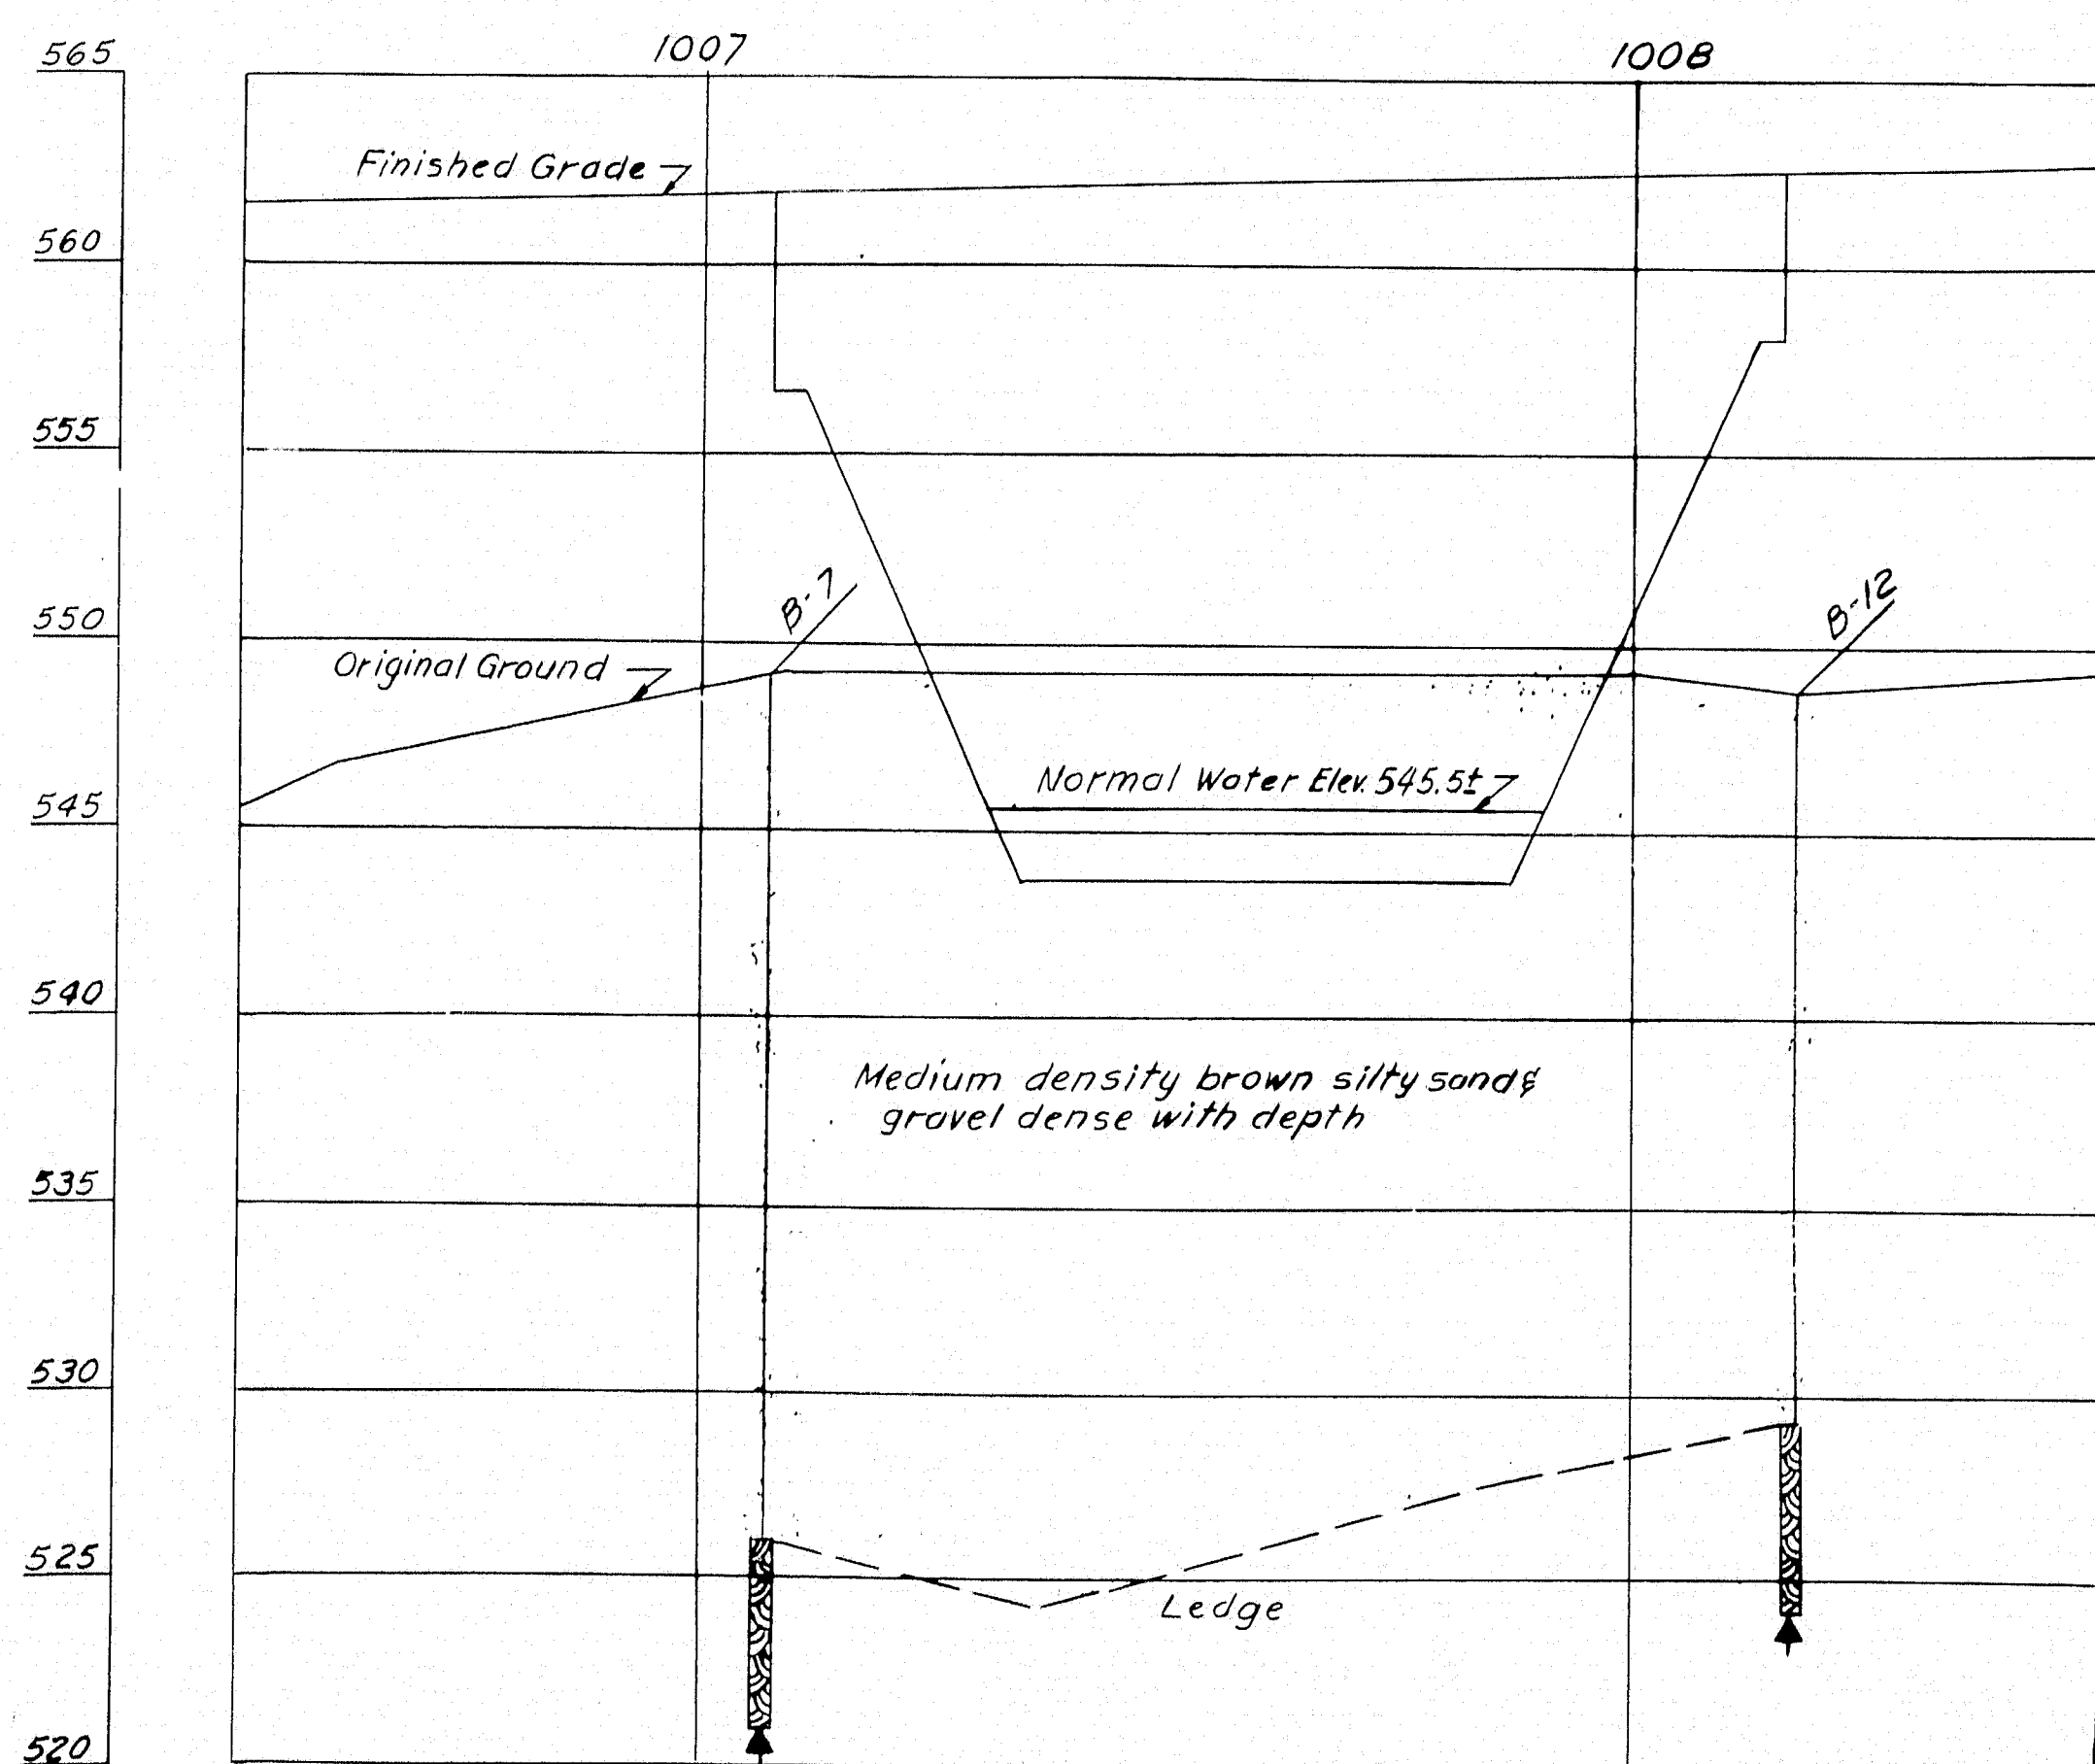 1007 1008
565
Finished Grade
560
555
B-7
B-12
550
Original Ground
Normal Water Elev. 545.5±
545
540
Medium density brown silty sand &
gravel dense with depth
535
530
525
Ledge
520